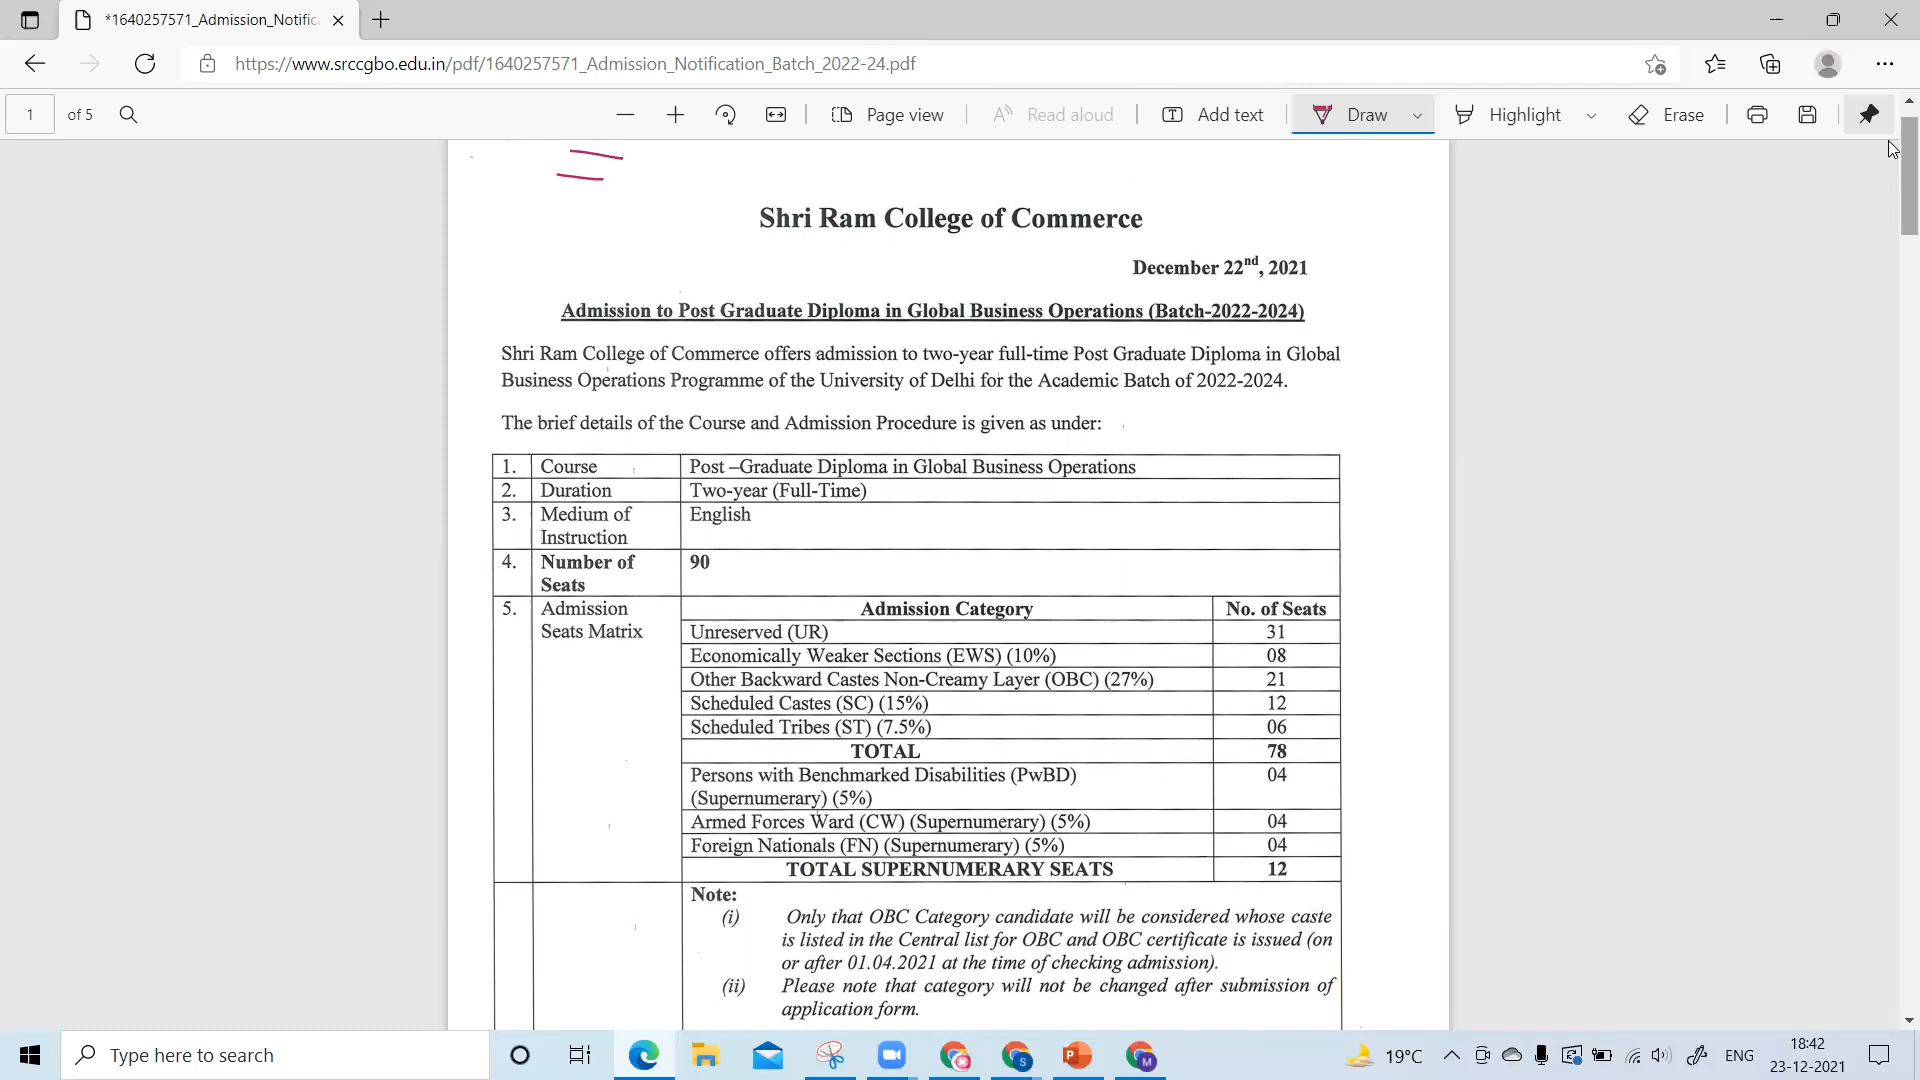 *1640257571_Admission_Notific
https://www.srccgbo.edu.in/pdf/1640257571_Admission_Notification_Batch_2022-24.pdf
1 of 5 Page view Read aloud Add text Draw Highlight Erase
Shri Ram College of Commerce
December 22nd, 2021
Admission to Post Graduate Diploma in Global Business Operations (Batch-2022-2024)
Shri Ram College of Commerce offers admission to two-year full-time Post Graduate Diploma in Global
Business Operations Programme of the University of Delhi for the Academic Batch of 2022-2024.
The brief details of the Course and Admission Procedure is given as under:
1. Course Post –Graduate Diploma in Global Business Operations
2. Duration Two-year (Full-Time)
3. Medium of English
Instruction
4. Number of 90
Seats
5. Admission Admission Category No. of Seats
Seats Matrix Unreserved (UR) 31
Economically Weaker Sections (EWS) (10%) 08
Other Backward Castes Non-Creamy Layer (OBC) (27%) 21
Scheduled Castes (SC) (15%) 12
Scheduled Tribes (ST) (7.5%) 06
TOTAL 78
Persons with Benchmarked Disabilities (PwBD) 04
(Supernumerary) (5%)
Armed Forces Ward (CW) (Supernumerary) (5%) 04
Foreign Nationals (FN) (Supernumerary) (5%) 04
TOTAL SUPERNUMERARY SEATS 12
Note:
(i) Only that OBC Category candidate will be considered whose caste
is listed in the Central list for OBC and OBC certificate is issued (on
or after 01.04.2021 at the time of checking admission).
(ii) Please note that category will not be changed after submission of
application form.
Type here to search 19°C ENG 18:42
23-12-2021